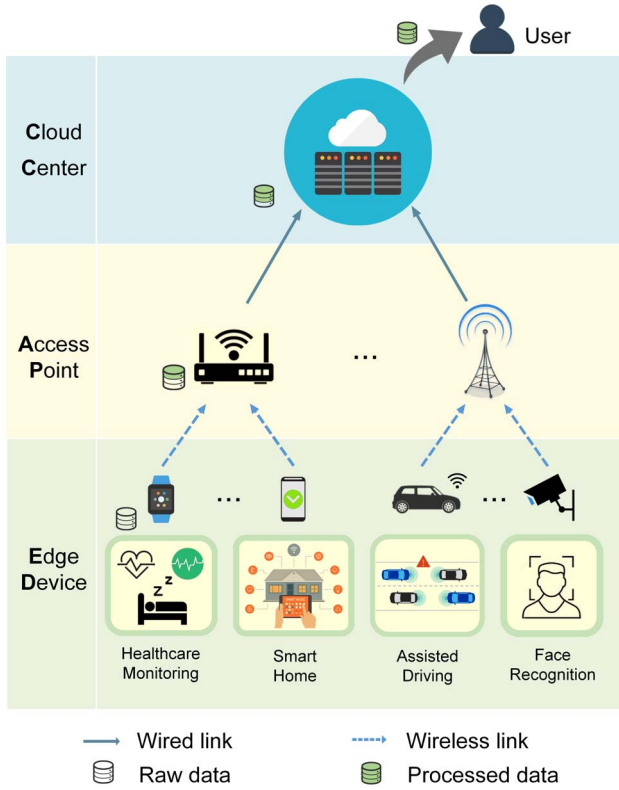 User
Cloud
Center
Access
Point
...
... ...
Edge
Device
z z z
Healthcare
Monitoring
Smart
Home
Assisted
Driving
Face
Recognition
Wired link
Wireless link
Raw data
Processed data